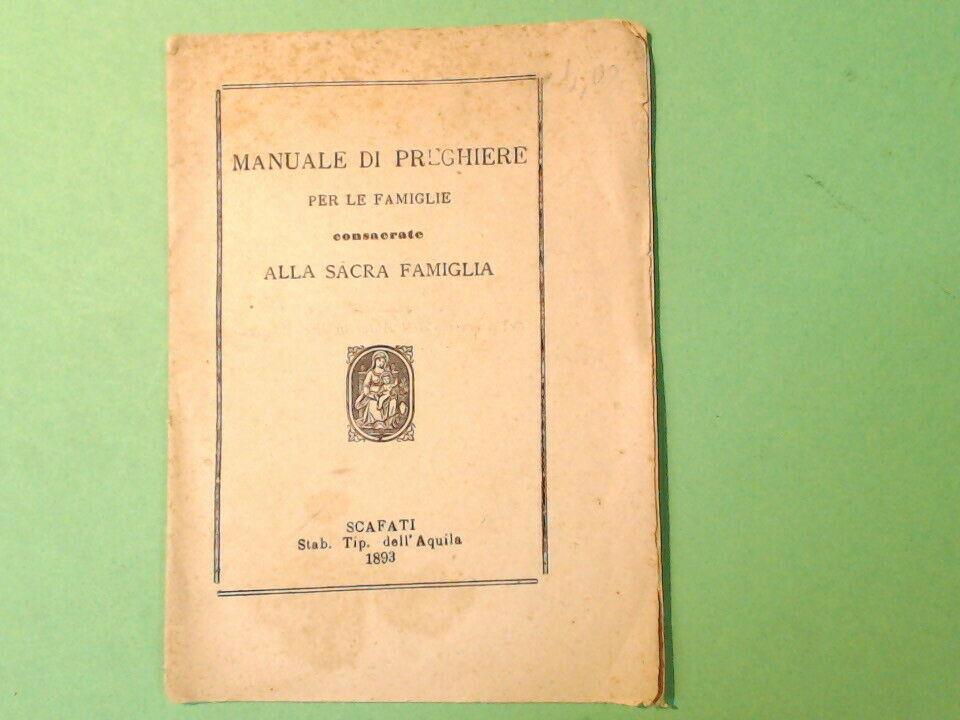 MANUALE DI PREGHIERE
PER LE FAMIGLIE
consacrate
ALLA SACRA FAMIGLIA
SCAFATI
Stab. Tip. dell'Aquila
1893